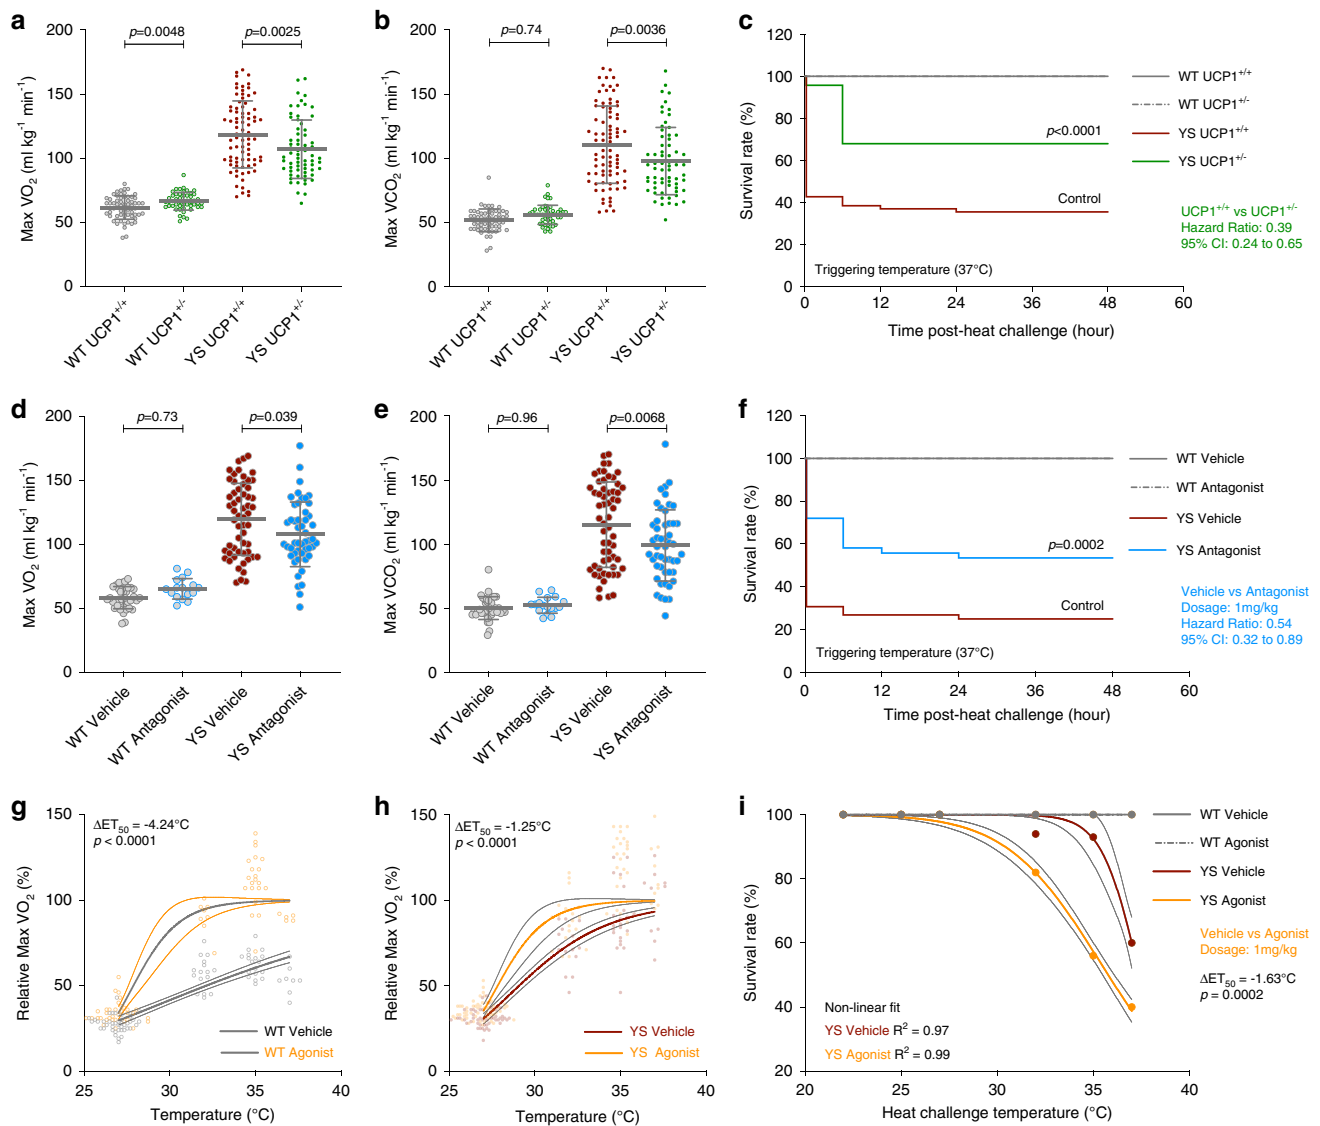 a
p=0.0048
p=0.0025
Max VO2 (ml kg-1 min-1)
200
150
100
50
0
WT UCP1+/+
WT UCP1+/-
YS UCP1+/+
YS UCP1+/-
b
p=0.74
p=0.0036
Max VCO2 (ml kg-1 min-1)
200
150
100
50
0
WT UCP1+/+
WT UCP1+/-
YS UCP1+/+
YS UCP1+/-
c
Survival rate (%)
120
100
80
60
40
20
0
p<0.0001
Control
Triggering temperature (37°C)
0 12 24 36 48 60
Time post-heat challenge (hour)
WT UCP1+/+
WT UCP1+/-
YS UCP1+/+
YS UCP1+/-
UCP1+/+ vs UCP1+/-
Hazard Ratio: 0.39
95% CI: 0.24 to 0.65
d
p=0.73
p=0.039
Max VO2 (ml kg-1 min-1)
200
150
100
50
0
WT Vehicle
WT Antagonist
YS Vehicle
YS Antagonist
e
p=0.96
p=0.0068
Max VCO2 (ml kg-1 min-1)
200
150
100
50
0
WT Vehicle
WT Antagonist
YS Vehicle
YS Antagonist
f
Survival rate (%)
120
100
80
60
40
20
0
p=0.0002
Control
Triggering temperature (37°C)
0 12 24 36 48 60
Time post-heat challenge (hour)
WT Vehicle
WT Antagonist
YS Vehicle
YS Antagonist
Vehicle vs Antagonist
Dosage: 1mg/kg
Hazard Ratio: 0.54
95% CI: 0.32 to 0.89
g
ΔET50 = -4.24°C
p < 0.0001
Relative Max VO2 (%)
150
100
50
0
WT Vehicle
WT Agonist
25 30 35 40
Temperature (°C)
h
ΔET50 = -1.25°C
p < 0.0001
Relative Max VO2 (%)
150
100
50
0
YS Vehicle
YS Agonist
25 30 35 40
Temperature (°C)
i
Survival rate (%)
100
80
60
40
20
Non-linear fit
YS Vehicle R2 = 0.97
YS Agonist R2 = 0.99
20 25 30 35 40
Heat challenge temperature (°C)
WT Vehicle
WT Agonist
YS Vehicle
YS Agonist
Vehicle vs Agonist
Dosage: 1mg/kg
ΔET50 = -1.63°C
p = 0.0002